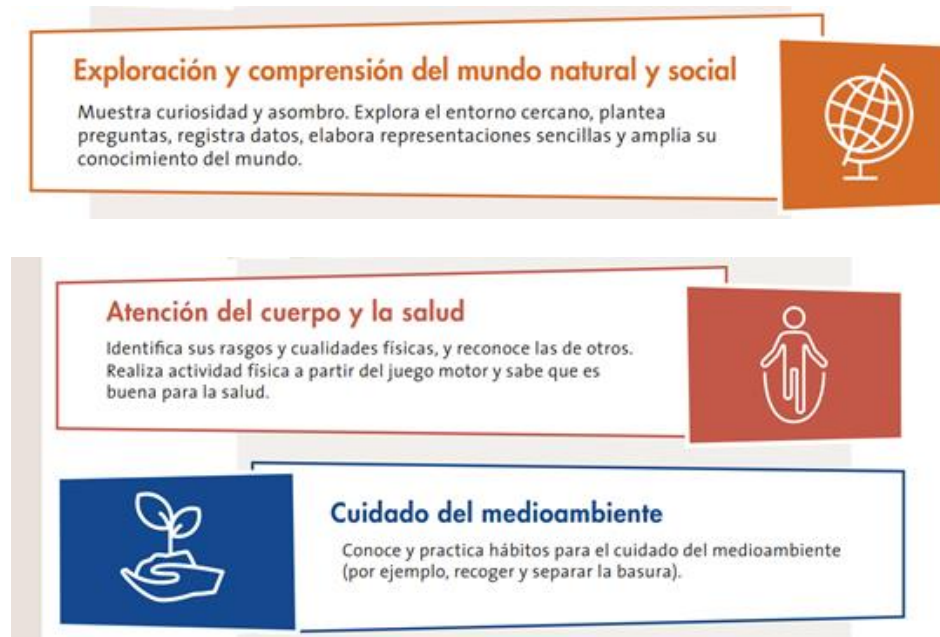 Exploración y comprensión del mundo natural y social
Muestra curiosidad y asombro. Explora el entorno cercano, plantea
preguntas, registra datos, elabora representaciones sencillas y amplía su
conocimiento del mundo.
Atención del cuerpo y la salud
Identifica sus rasgos y cualidades físicas, y reconoce las de otros.
Realiza actividad física a partir del juego motor y sabe que es
buena para la salud.
Cuidado del medioambiente
Conoce y practica hábitos para el cuidado del medioambiente
(por ejemplo, recoger y separar la basura).